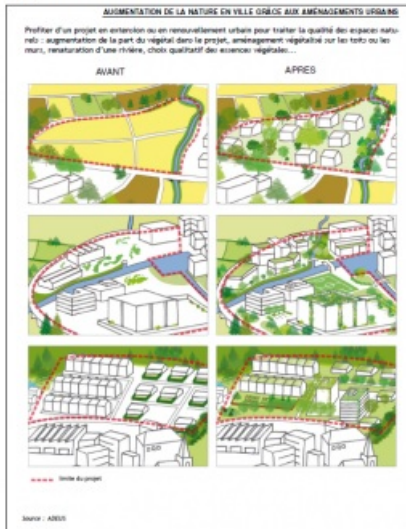 AUGMENTATION DE LA NATURE EN VILLE GRÂCE AUX AMÉNAGEMENTS URBAINS
Profiter d'un projet en extension ou en renouvellement urbain pour traiter la qualité des espaces natu-
rels : augmentation de la part du végétal dans le projet, aménagement végétalisé sur les toits ou les
murs, renaturation d'une rivière, choix qualitatif des essences végétales...
AVANT
APRES
limite du projet
Source : ADEUS